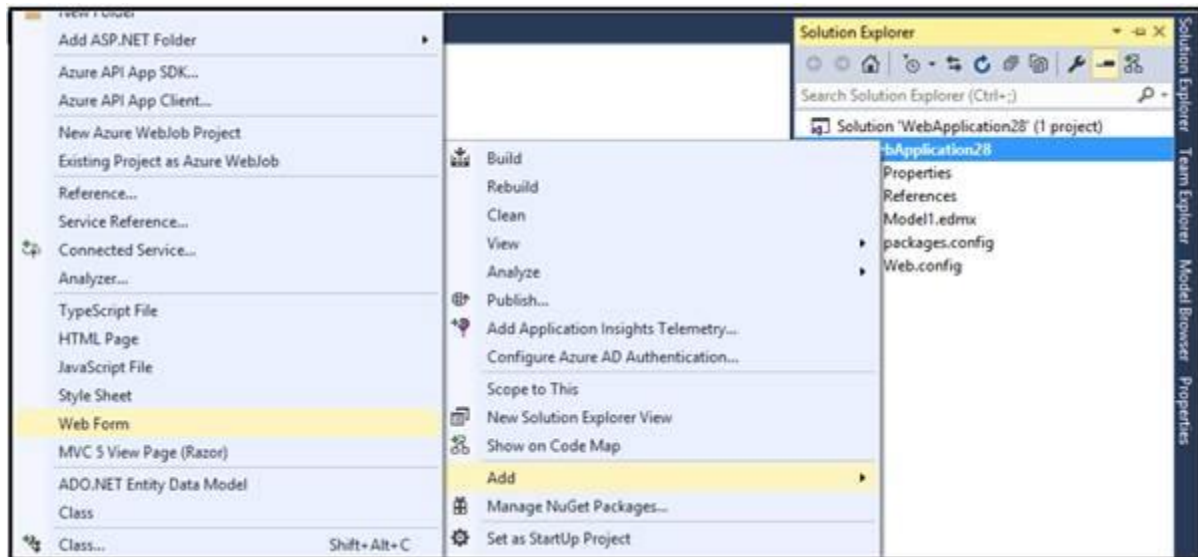 New Folder
Add ASP.NET Folder
Azure API App SDK...
Azure API App Client...
New Azure WebJob Project
Existing Project as Azure WebJob
Reference...
Service Reference...
Connected Service...
Analyzer...
TypeScript File
HTML Page
JavaScript File
Style Sheet
Web Form
MVC 5 View Page (Razor)
ADO.NET Entity Data Model
Class
Class... Shift+Alt+C
Build
Rebuild
Clean
View
Analyze
Publish...
Add Application Insights Telemetry...
Configure Azure AD Authentication...
Scope to This
New Solution Explorer View
Show on Code Map
Add
Manage NuGet Packages...
Set as StartUp Project
Solution Explorer
Search Solution Explorer (Ctrl+;)
Solution 'WebApplication28' (1 project)
bApplication28
Properties
References
Model1.edmx
packages.config
Web.config
Solution Explorer
Team Explorer
Model Browser
Properties